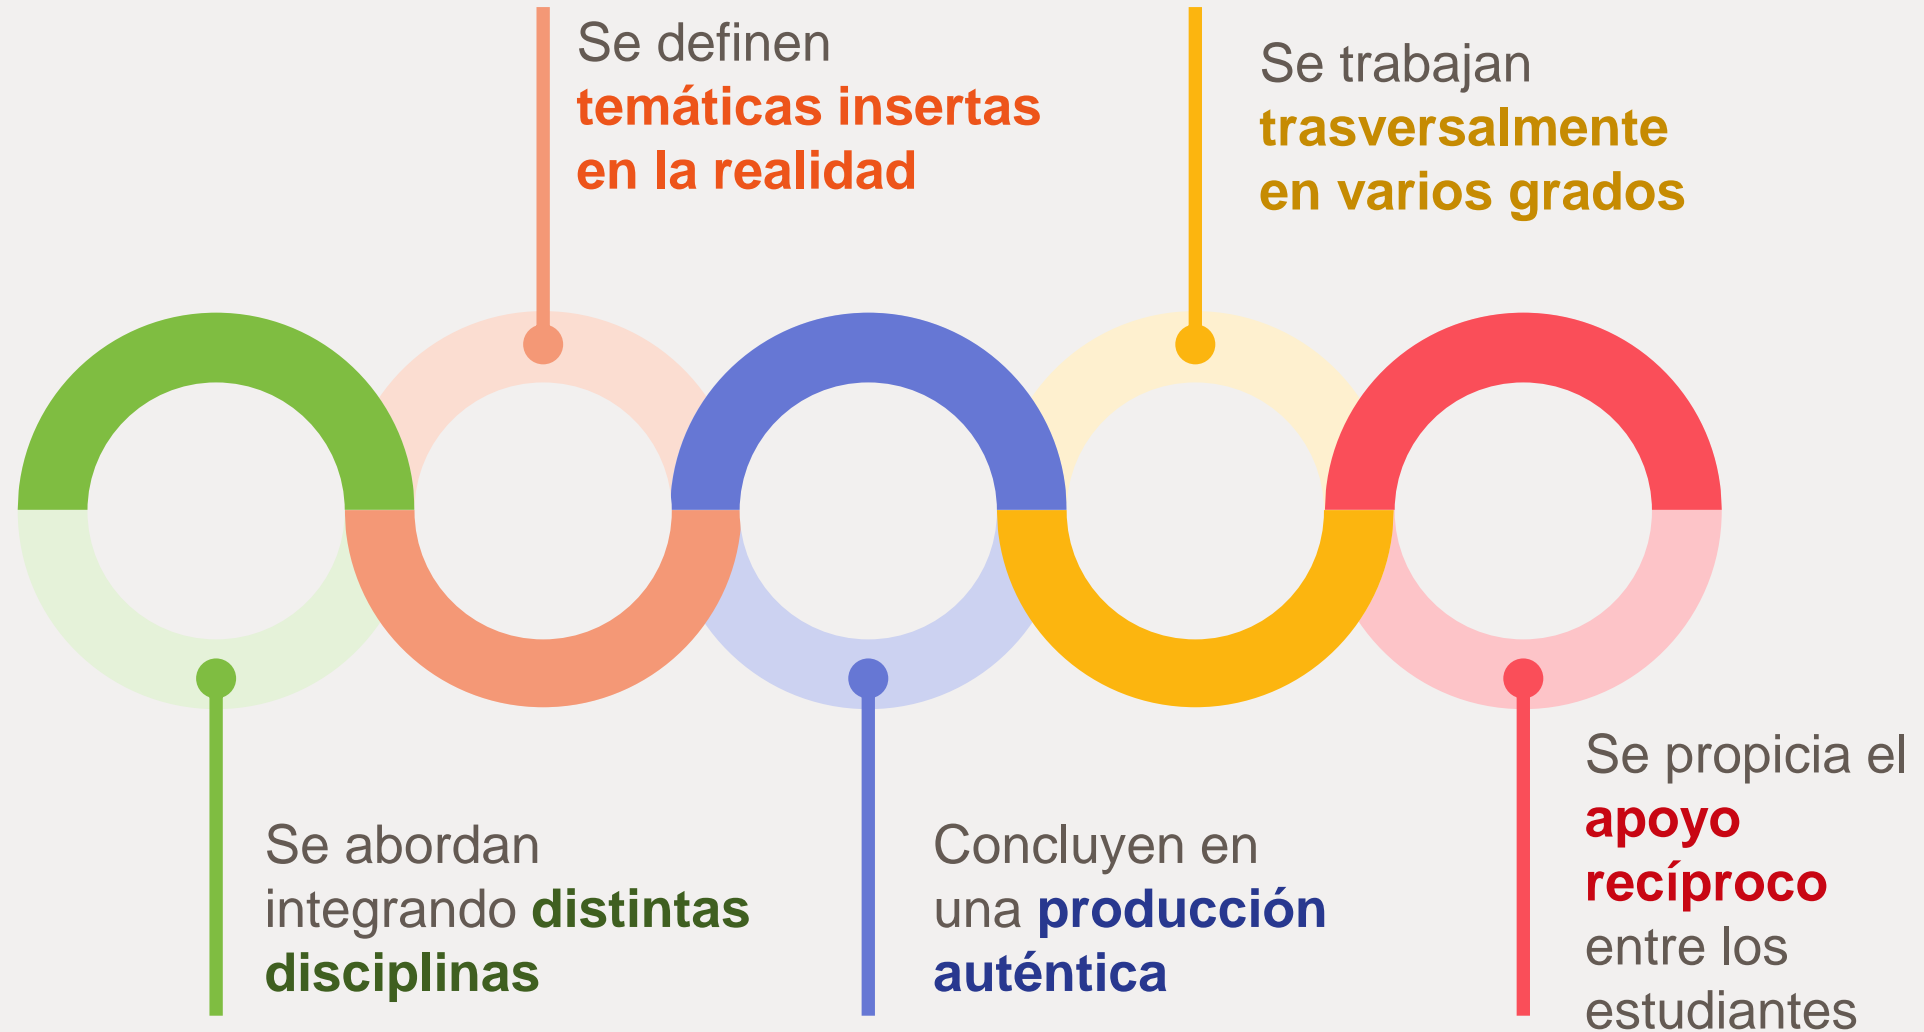 Se definen
temáticas insertas
en la realidad
Se trabajan
trasversalmente
en varios grados
Se abordan
integrando distintas
disciplinas
Concluyen en
una producción
auténtica
Se propicia el
apoyo
recíproco
entre los
estudiantes